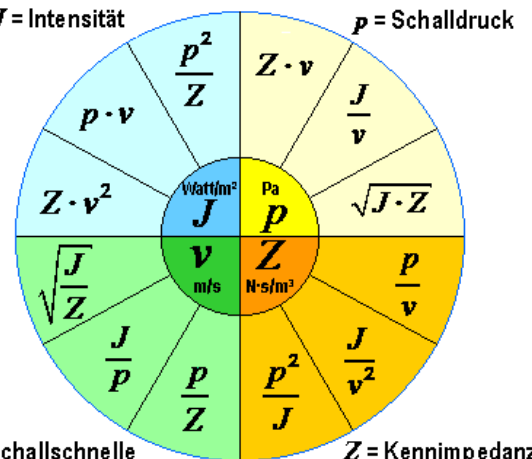 J = Intensität
p = Schalldruck
p²/Z
Z · v
p · v
J/v
Z · v²
√J · Z
Watt/m²
J
Pa
p
v
m/s
Z
N·s/m³
√J/Z
p/v
J/p
J/v²
p/Z
p²/J
challschnelle
Z = Kennimpedanz